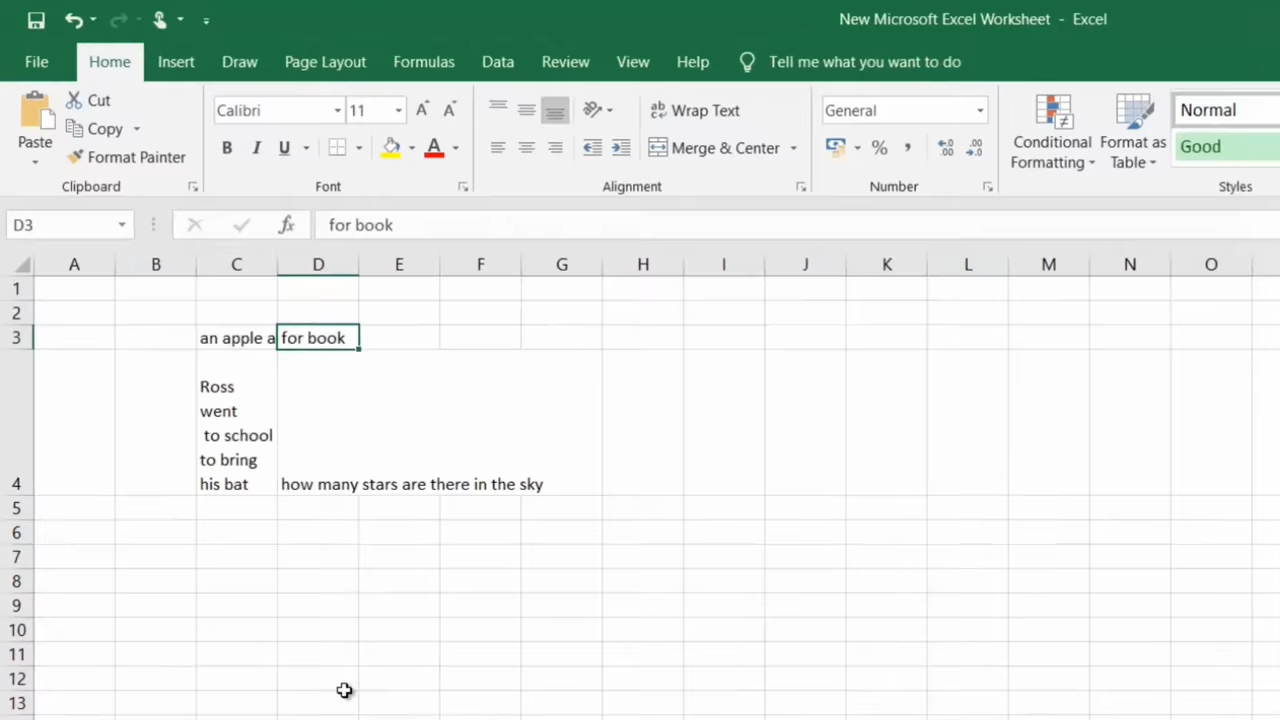 New Microsoft Excel Worksheet - Excel
File Home Insert Draw Page Layout Formulas Data Review View Help Tell me what you want to do
Paste
Cut
Copy
Format Painter
Clipboard
Calibri 11
B I U A
Font
ab Wrap Text
Merge & Center
Alignment
General
% ,
Number
Conditional Formatting
Format as Table
Normal
Good
Styles
D3 fx for book
A B C D E F G H I J K L M N O
1
2
3 an apple a for book
Ross
went
to school
to bring
4 his bat how many stars are there in the sky
5
6
7
8
9
10
11
12
13